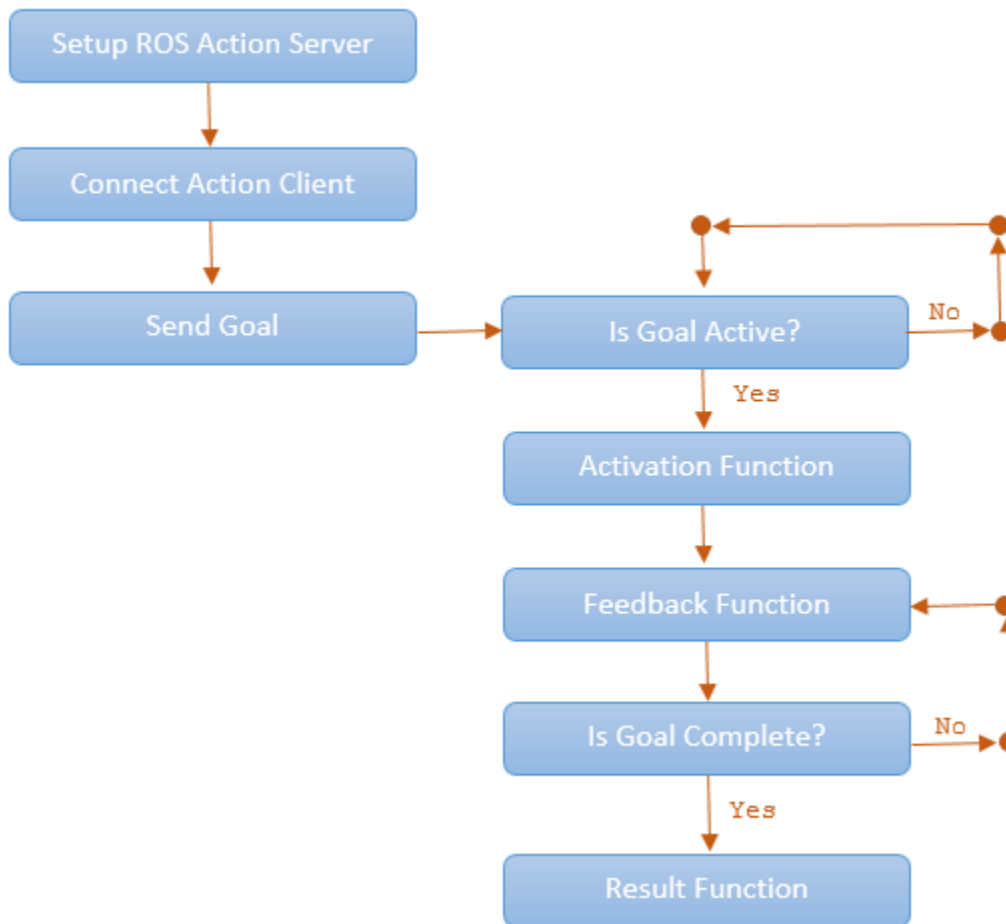 Setup ROS Action Server
Connect Action Client
Send Goal
Is Goal Active?
No
Yes
Activation Function
Feedback Function
Is Goal Complete?
No
Yes
Result Function